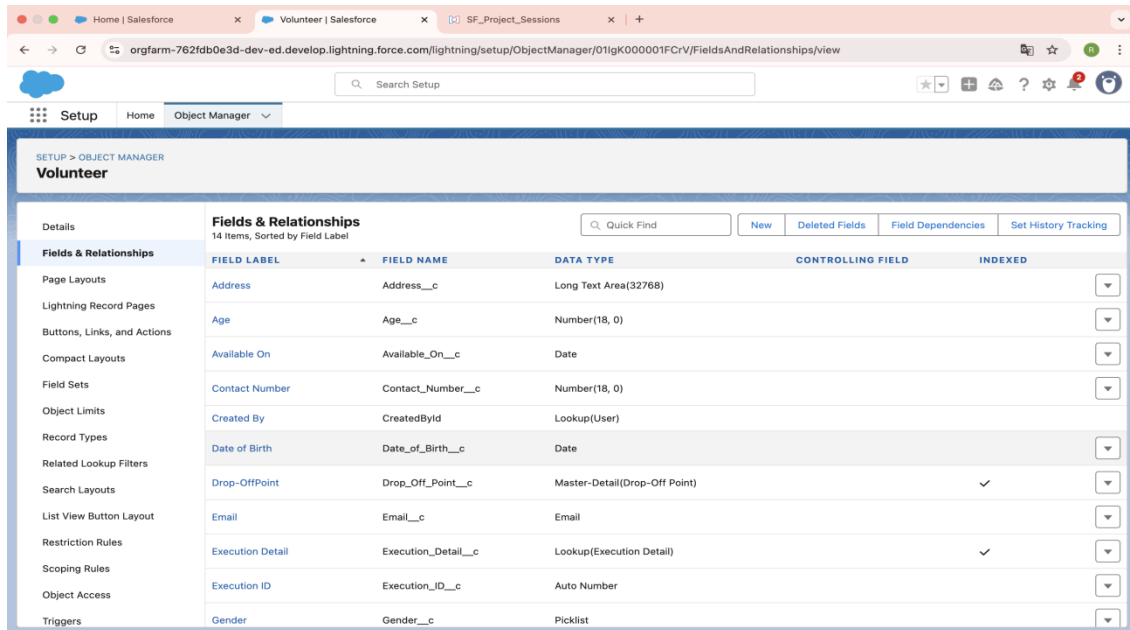 Home | Salesforce
Volunteer | Salesforce
SF_Project_Sessions
orgfarm-762fdb0e3d-dev-ed.develop.lightning.force.com/lightning/setup/ObjectManager/01IgK000001FCrV/FieldsAndRelationships/view
R
Search Setup
2
Setup
Home
Object Manager
SETUP > OBJECT MANAGER
Volunteer
Details
Fields & Relationships
Page Layouts
Lightning Record Pages
Buttons, Links, and Actions
Compact Layouts
Field Sets
Object Limits
Record Types
Related Lookup Filters
Search Layouts
List View Button Layout
Restriction Rules
Scoping Rules
Object Access
Triggers
Fields & Relationships
14 Items, Sorted by Field Label
Quick Find
New
Deleted Fields
Field Dependencies
Set History Tracking
FIELD LABEL FIELD NAME DATA TYPE CONTROLLING FIELD INDEXED
Address Address__c Long Text Area(32768)
Age Age__c Number(18, 0)
Available On Available_On__c Date
Contact Number Contact_Number__c Number(18, 0)
Created By CreatedById Lookup(User)
Date of Birth Date_of_Birth__c Date
Drop-OffPoint Drop_Off_Point__c Master-Detail(Drop-Off Point)
Email Email__c Email
Execution Detail Execution_Detail__c Lookup(Execution Detail)
Execution ID Execution_ID__c Auto Number
Gender Gender__c Picklist